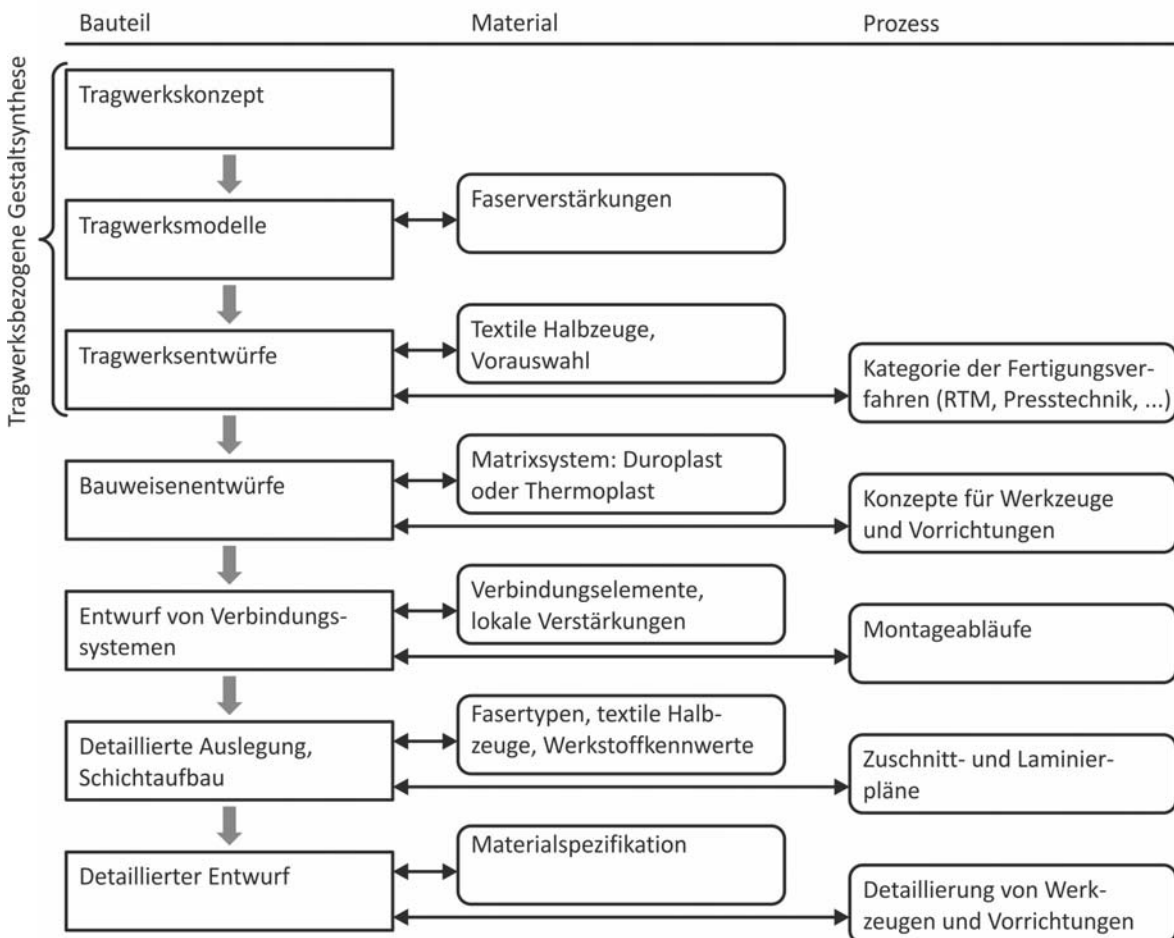 Bauteil
Material
Prozess
Tragwerksbezogene Gestaltsynthese
Tragwerkskonzept
Tragwerksmodelle
Faserverstärkungen
Tragwerksentwürfe
Textile Halbzeuge,
Vorauswahl
Kategorie der Fertigungsver-
fahren (RTM, Presstechnik, ...)
Bauweisenentwürfe
Matrixsystem: Duroplast
oder Thermoplast
Konzepte für Werkzeuge
und Vorrichtungen
Entwurf von Verbindungs-
systemen
Verbindungselemente,
lokale Verstärkungen
Montageabläufe
Detaillierte Auslegung,
Schichtaufbau
Fasertypen, textile Halb-
zeuge, Werkstoffkennwerte
Zuschnitt- und Laminier-
pläne
Detaillierter Entwurf
Materialspezifikation
Detaillierung von Werk-
zeugen und Vorrichtungen